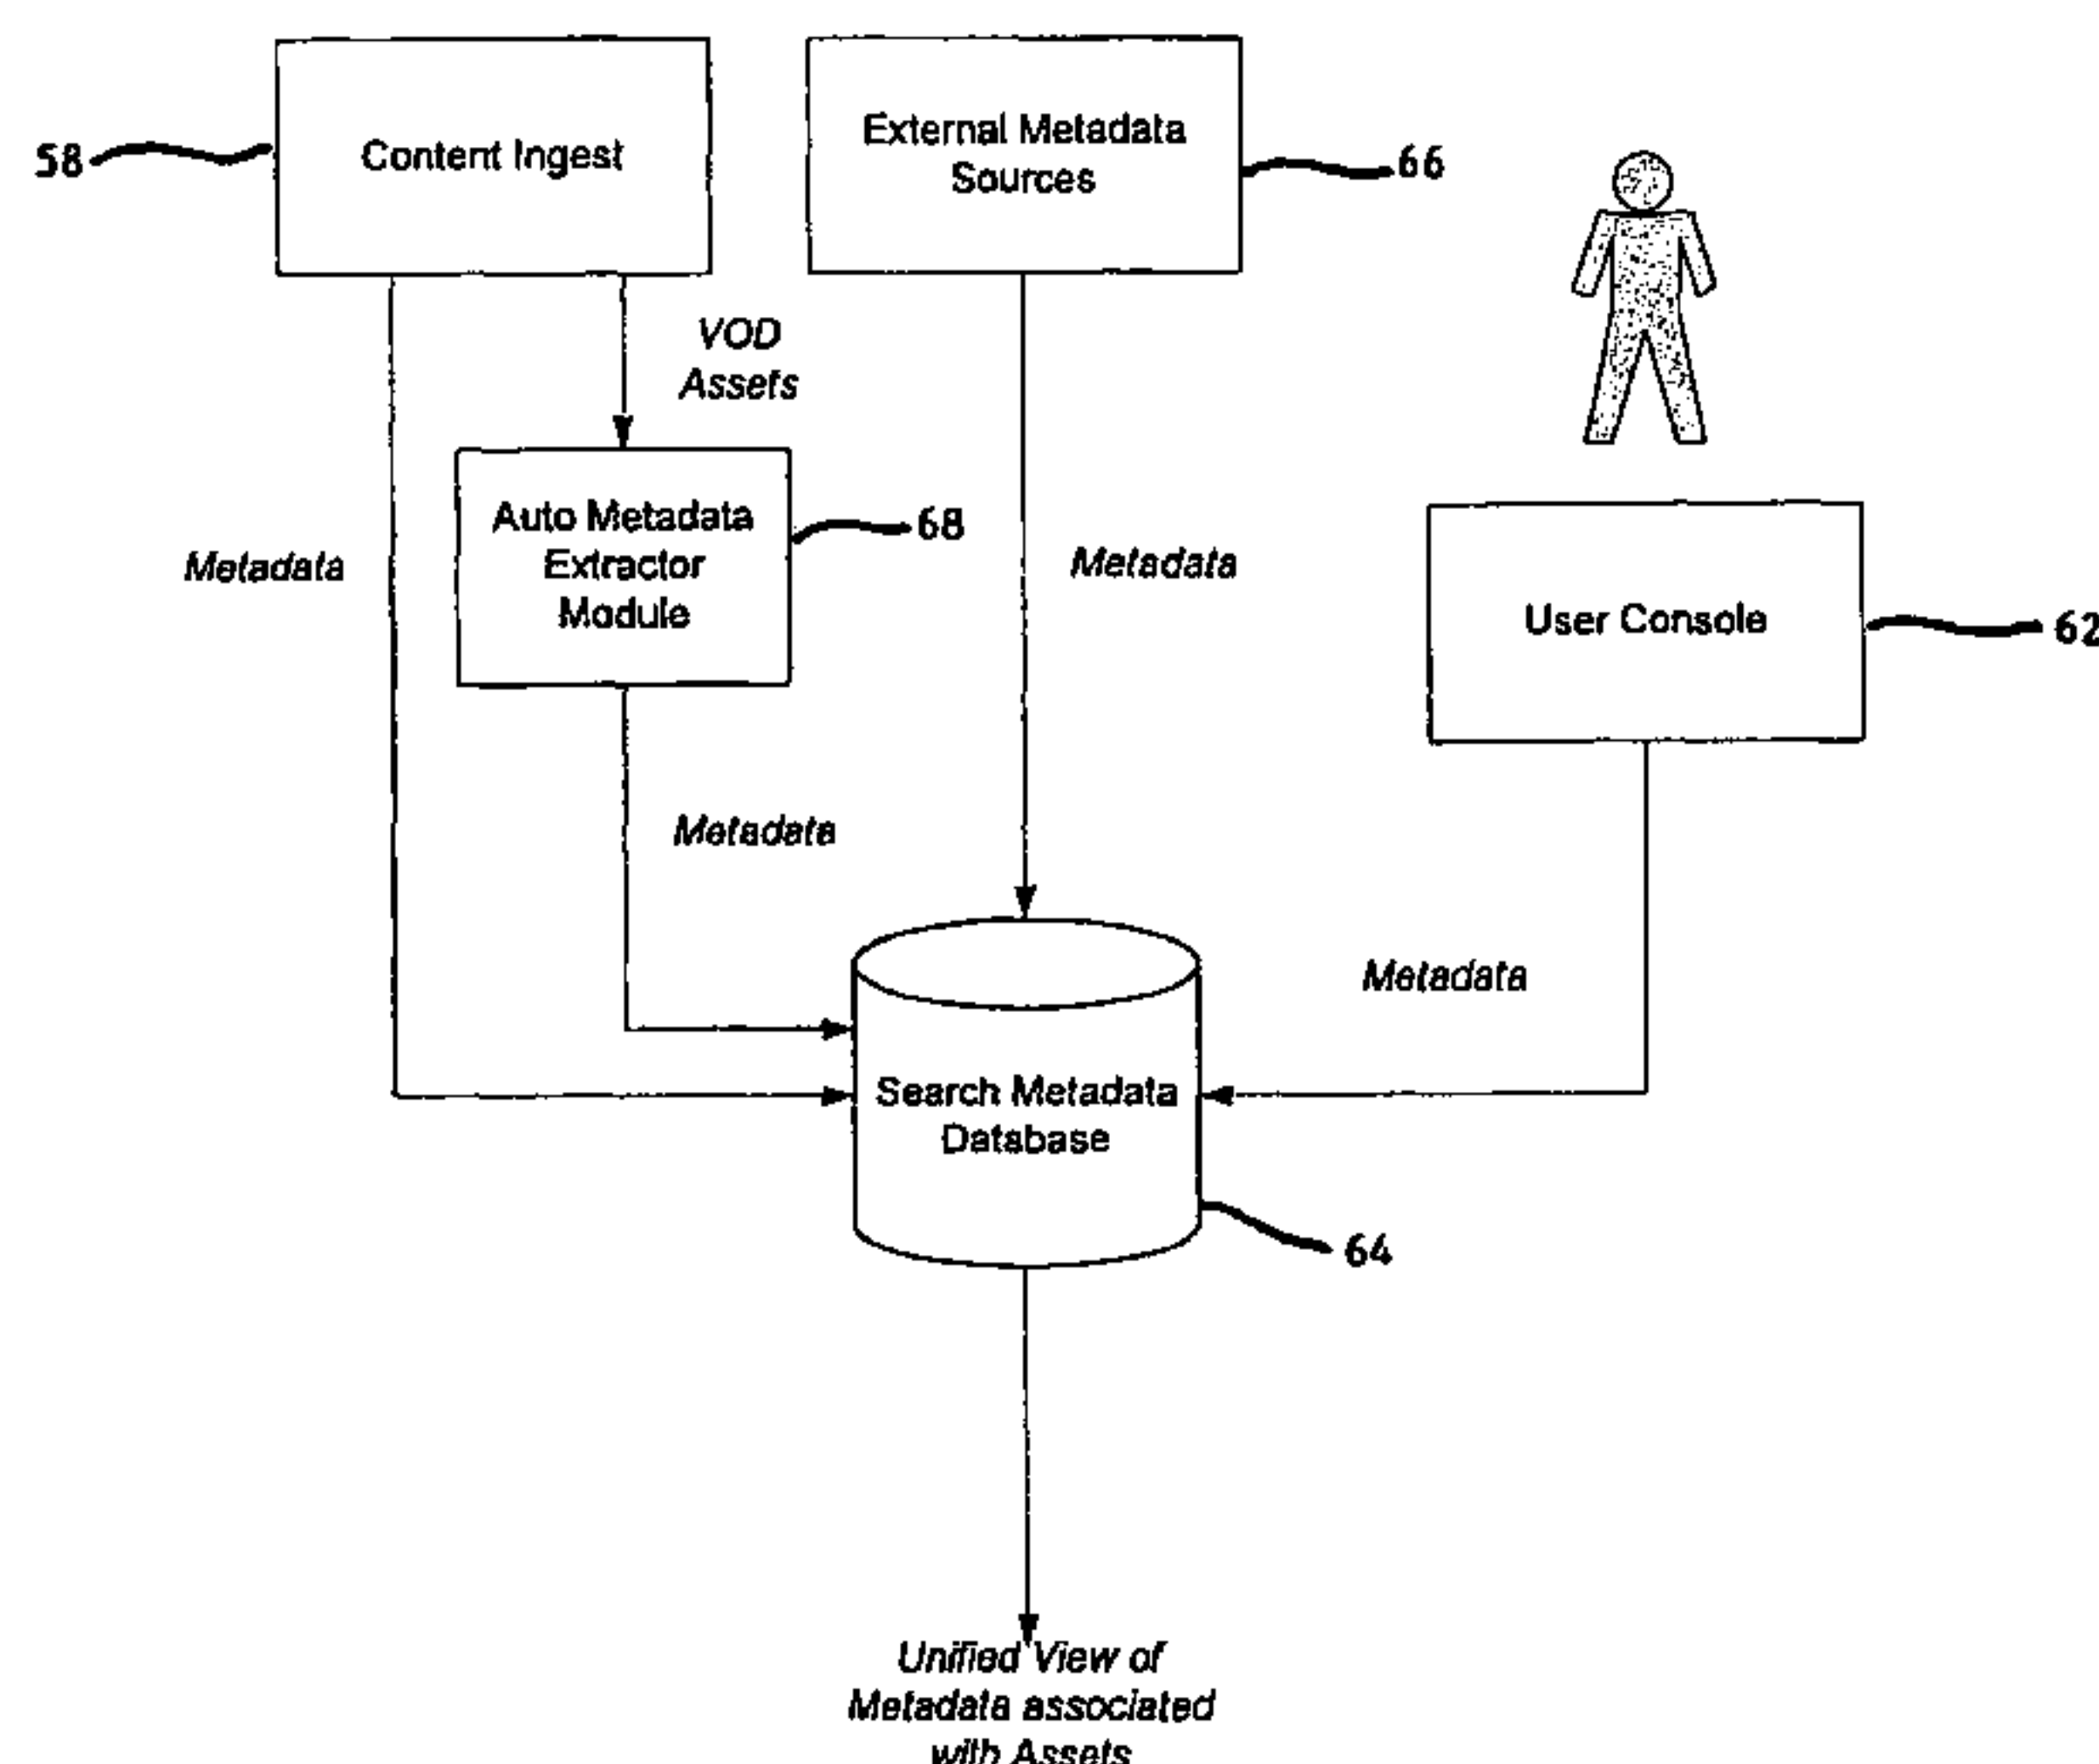 58
Content Ingest
External Metadata
Sources
66
VOD
Assets
Auto Metadata
Extractor
Module
68
Metadata
Metadata
User Console
62
Metadata
Metadata
Search Metadata
Database
64
Unified View of
Metadata associated
with Assets